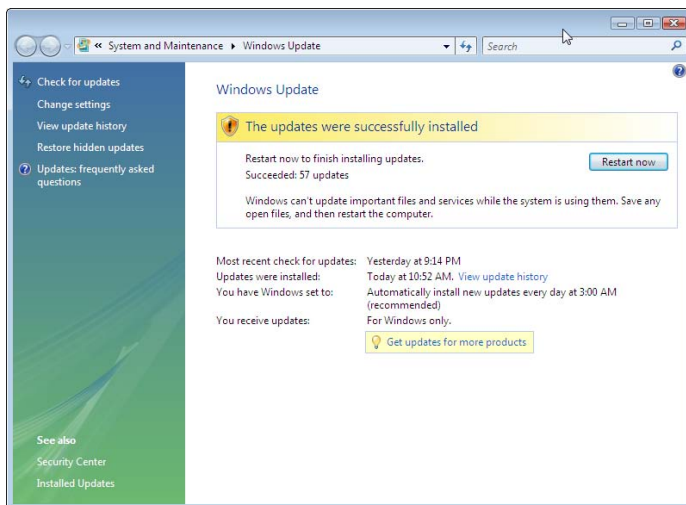 « System and Maintenance ▸ Windows Update
Search
Check for updates
Change settings
View update history
Restore hidden updates
Updates: frequently asked
questions
See also
Security Center
Installed Updates
Windows Update
The updates were successfully installed
Restart now to finish installing updates.
Succeeded: 57 updates
Restart now
Windows can't update important files and services while the system is using them. Save any
open files, and then restart the computer.
Most recent check for updates: Yesterday at 9:14 PM
Updates were installed: Today at 10:52 AM. View update history
You have Windows set to: Automatically install new updates every day at 3:00 AM
(recommended)
You receive updates: For Windows only.
Get updates for more products